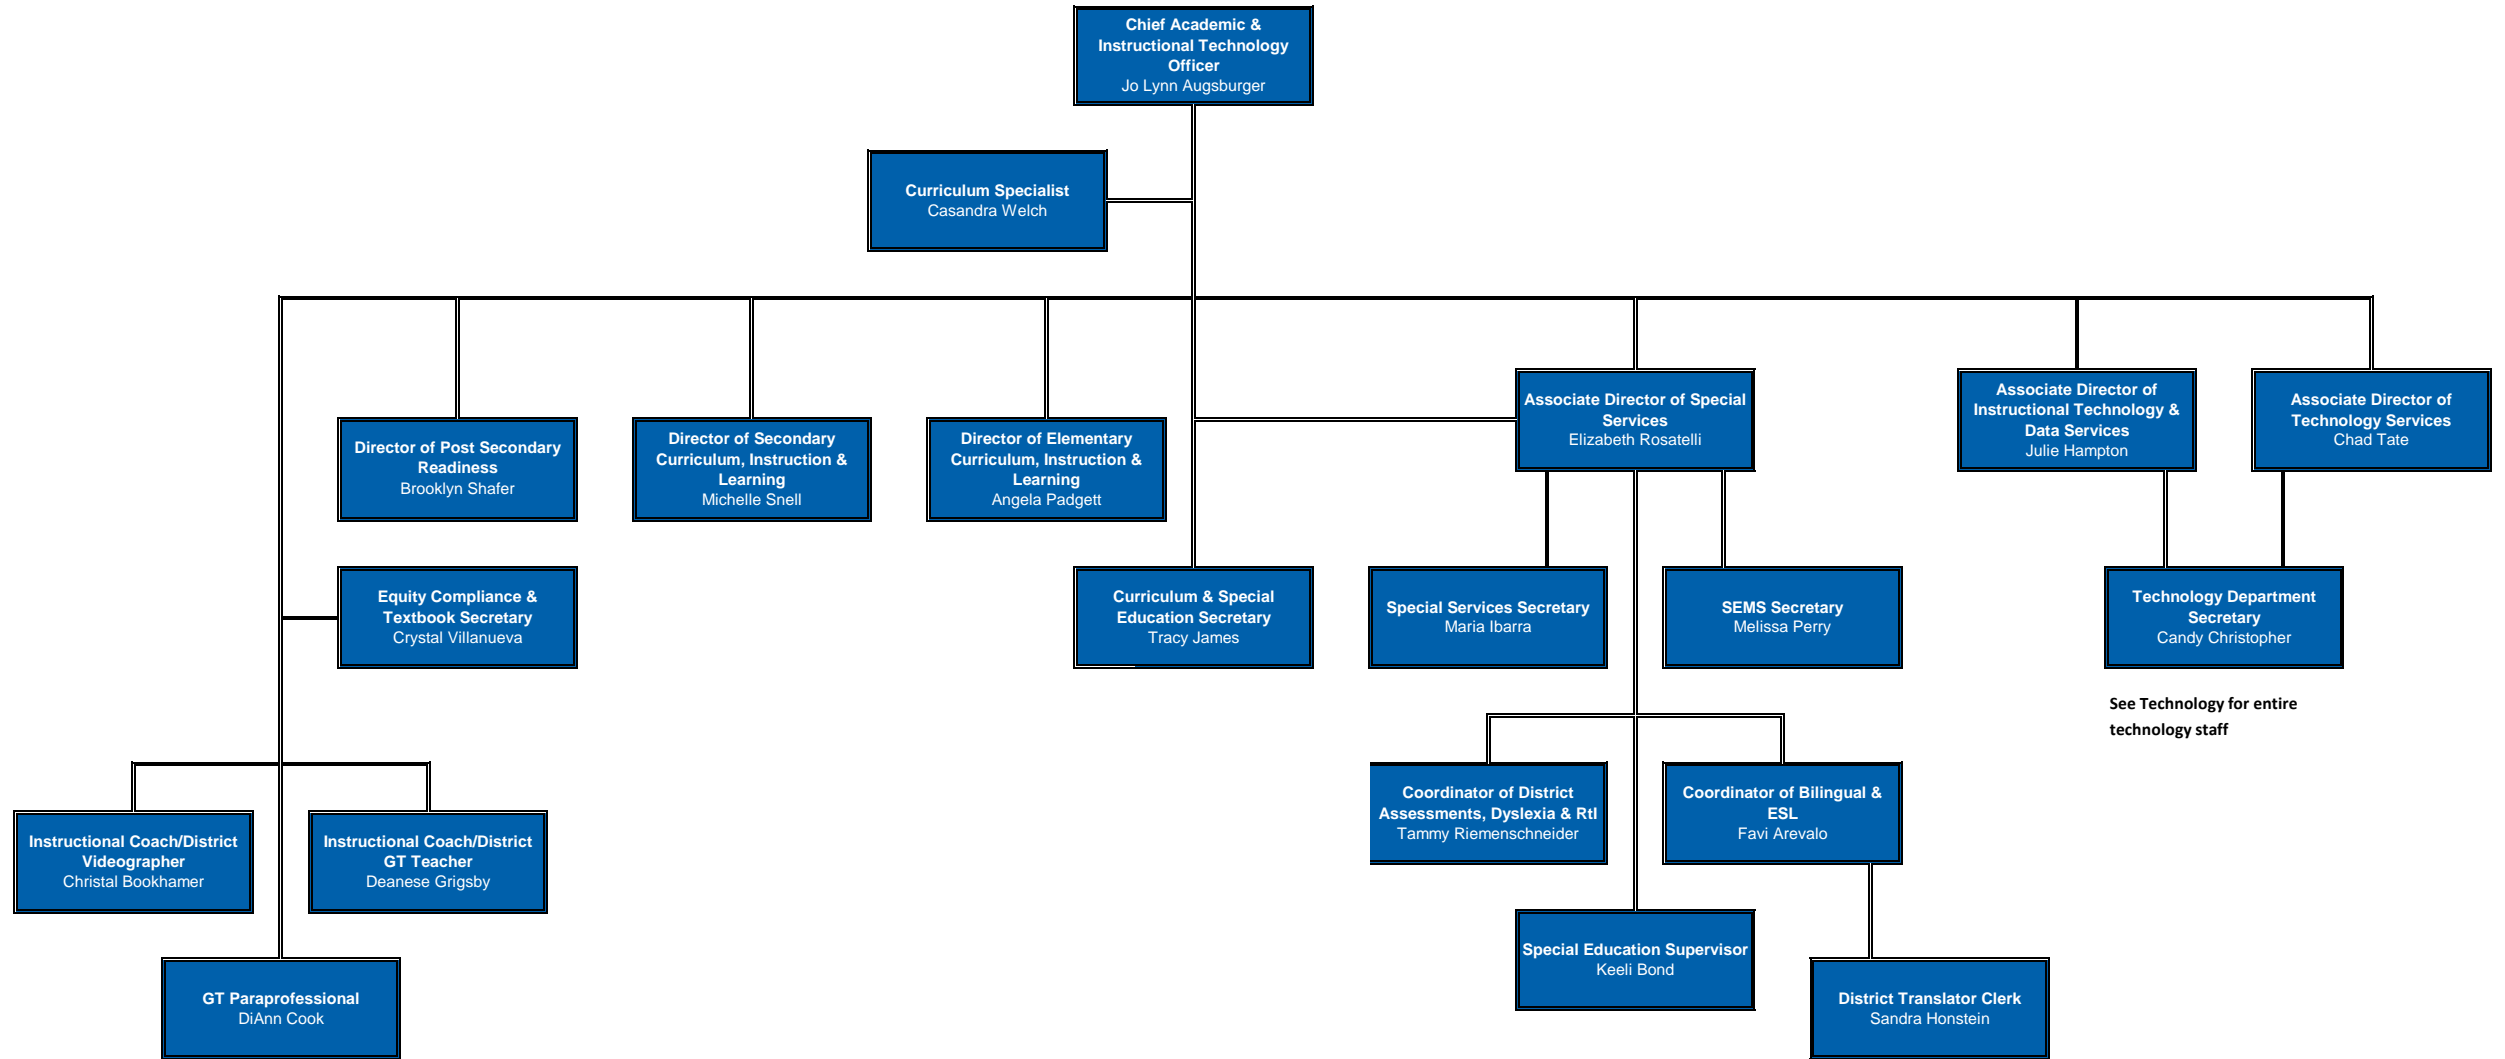 Chief Academic &
Instructional Technology
Officer
Jo Lynn Augsburger
Curriculum Specialist
Casandra Welch
Director of Post Secondary
Readiness
Brooklyn Shafer
Director of Secondary
Curriculum, Instruction &
Learning
Michelle Snell
Director of Elementary
Curriculum, Instruction &
Learning
Angela Padgett
Associate Director of Special
Services
Elizabeth Rosatelli
Associate Director of
Instructional Technology &
Data Services
Julie Hampton
Associate Director of
Technology Services
Chad Tate
Equity Compliance &
Textbook Secretary
Crystal Villanueva
Curriculum & Special
Education Secretary
Tracy James
Special Services Secretary
Maria Ibarra
SEMS Secretary
Melissa Perry
Technology Department
Secretary
Candy Christopher
See Technology for entire
technology staff
Instructional Coach/District
Videographer
Christal Bookhamer
Instructional Coach/District
GT Teacher
Deanese Grigsby
Coordinator of District
Assessments, Dyslexia & RtI
Tammy Riemenschneider
Coordinator of Bilingual &
ESL
Favi Arevalo
GT Paraprofessional
DiAnn Cook
Special Education Supervisor
Keeli Bond
District Translator Clerk
Sandra Honstein